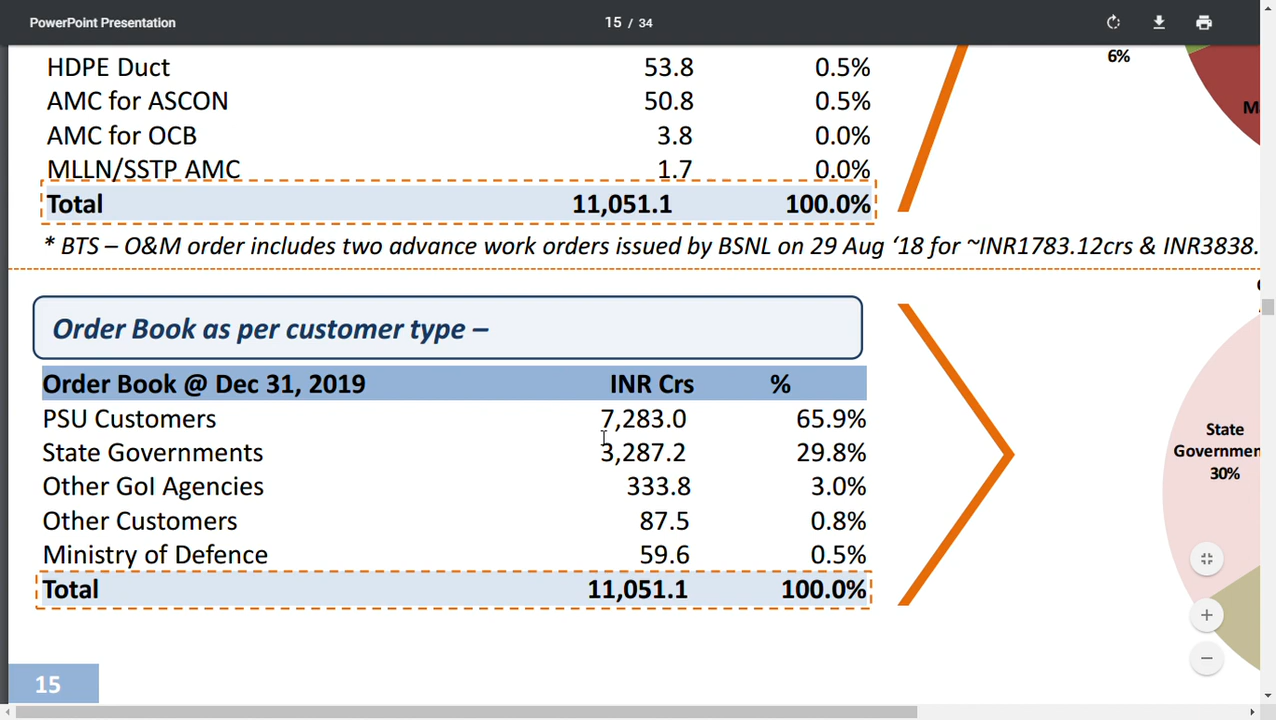 PowerPoint Presentation 15 / 34
HDPE Duct 53.8 0.5%
6%
AMC for ASCON 50.8 0.5%
AMC for OCB 3.8 0.0%
MLLN/SSTP AMC 1.7 0.0%
Total 11,051.1 100.0%
* BTS – O&M order includes two advance work orders issued by BSNL on 29 Aug ‘18 for ~INR1783.12crs & INR3838.
Order Book as per customer type –
Order Book @ Dec 31, 2019 INR Crs %
PSU Customers 7,283.0 65.9%
State Governments 3,287.2 29.8%
Other GoI Agencies 333.8 3.0%
Other Customers 87.5 0.8%
Ministry of Defence 59.6 0.5%
Total 11,051.1 100.0%
State
Governmen
30%
15